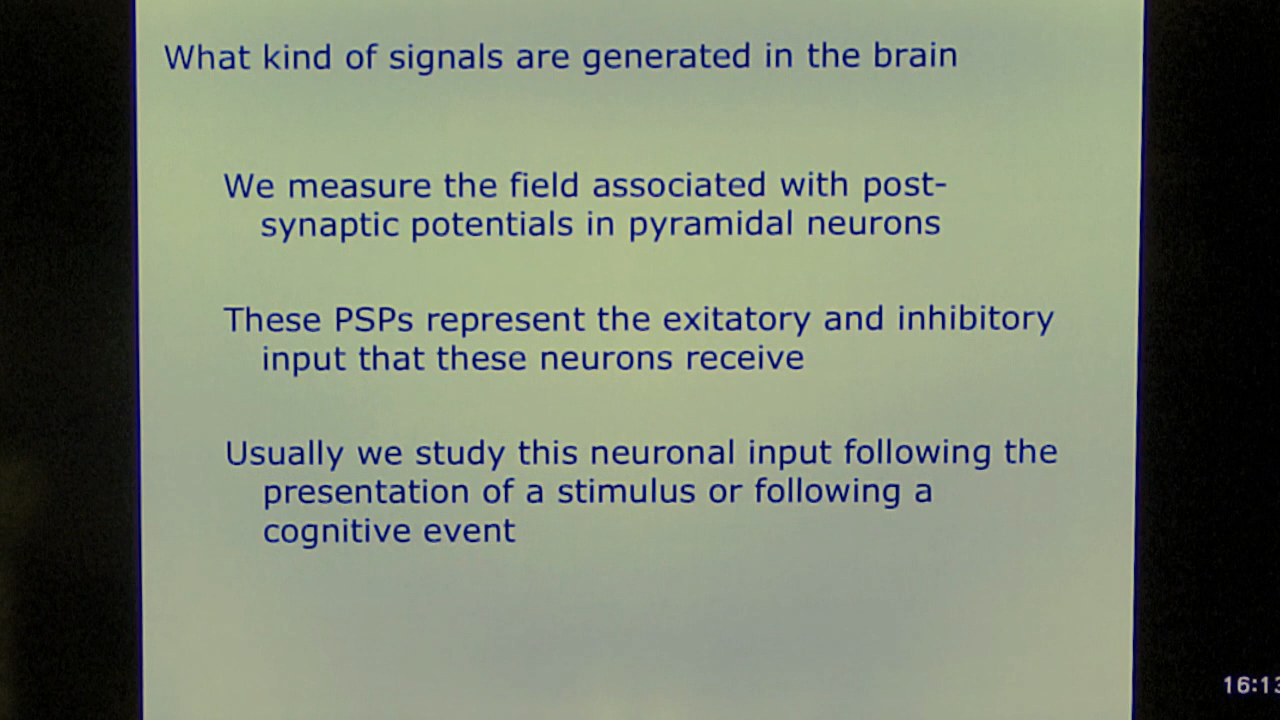 What kind of signals are generated in the brain
We measure the field associated with post-
synaptic potentials in pyramidal neurons
These PSPs represent the exitatory and inhibitory
input that these neurons receive
Usually we study this neuronal input following the
presentation of a stimulus or following a
cognitive event
16:13